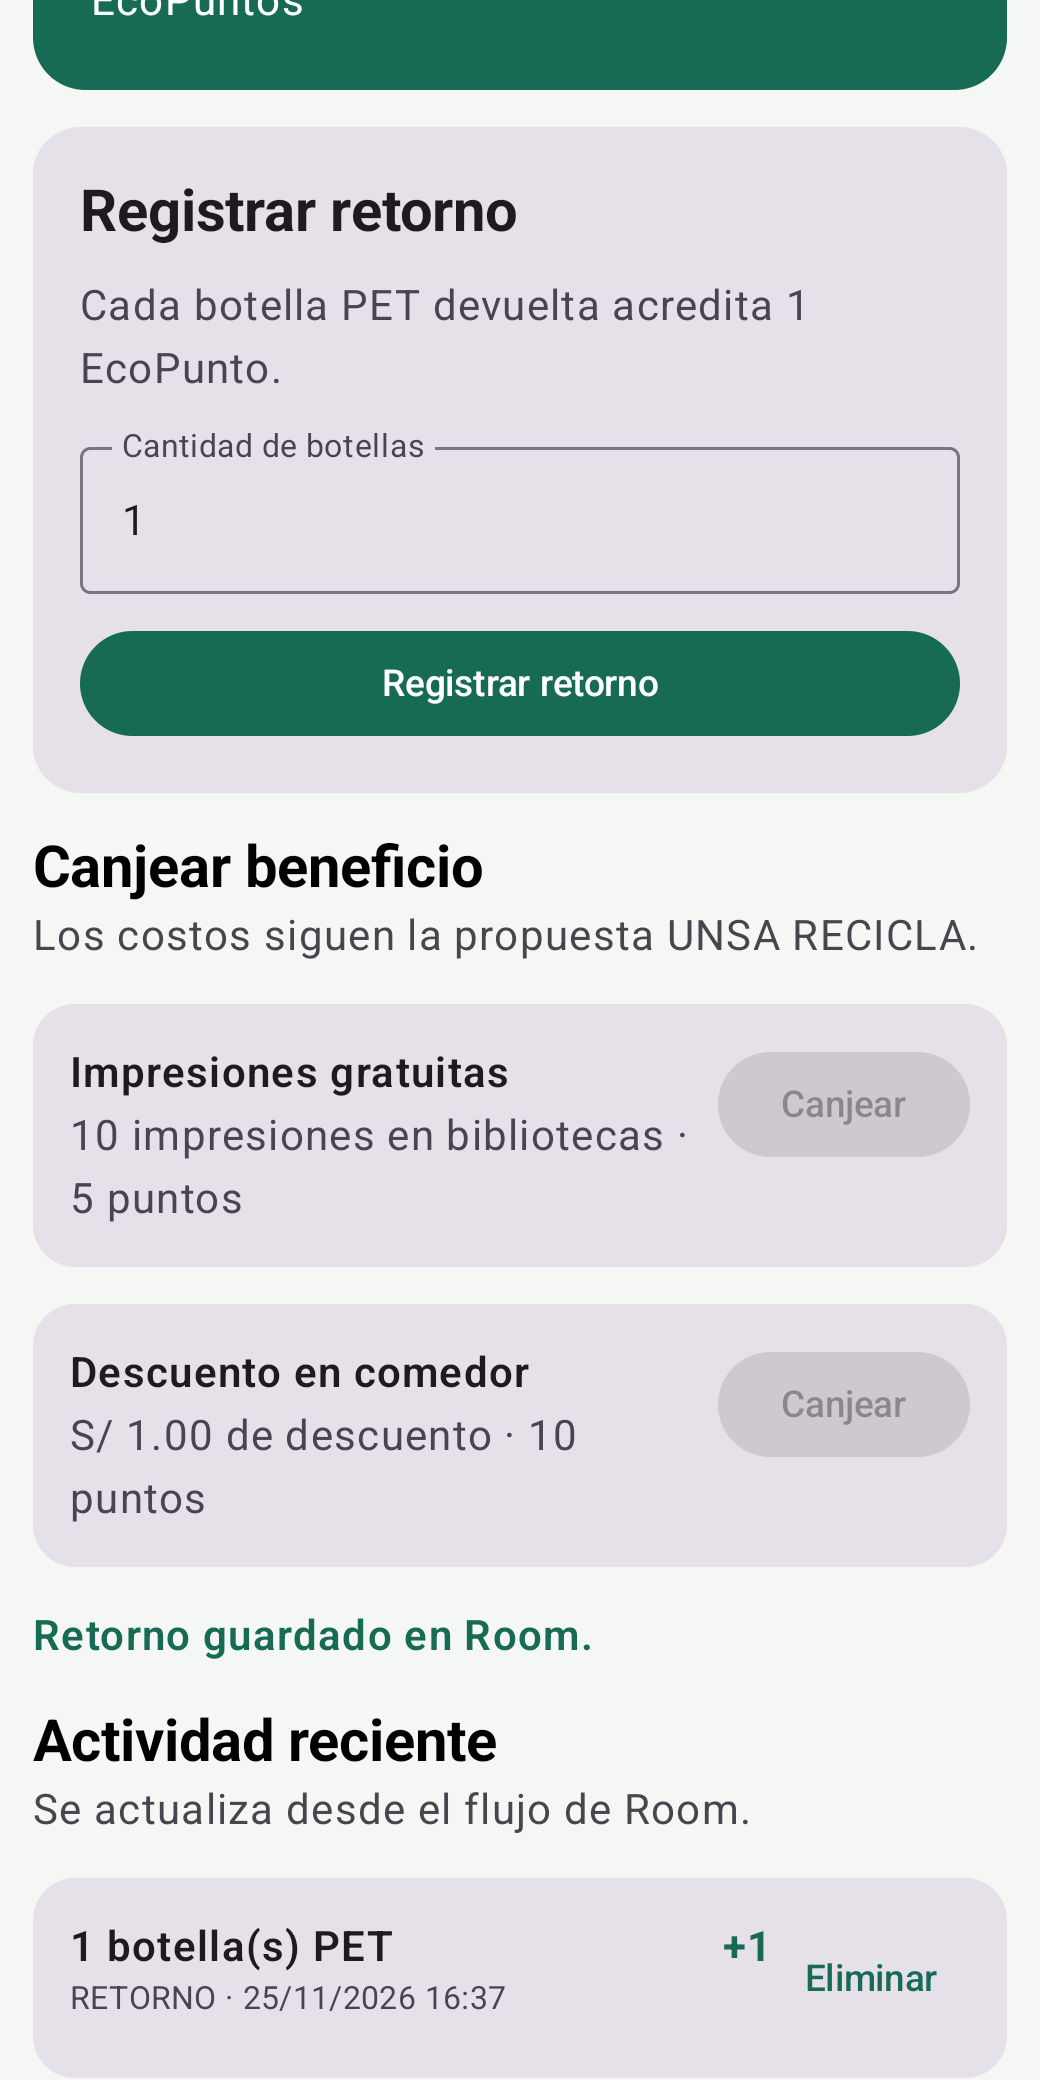 EcoPuntos
Registrar retorno
Cada botella PET devuelta acredita 1
EcoPunto.
Cantidad de botellas
1
Registrar retorno
Canjear beneficio
Los costos siguen la propuesta UNSA RECICLA.
Impresiones gratuitas
10 impresiones en bibliotecas ·
5 puntos
Canjear
Descuento en comedor
S/ 1.00 de descuento · 10
puntos
Canjear
Retorno guardado en Room.
Actividad reciente
Se actualiza desde el flujo de Room.
1 botella(s) PET
RETORNO · 25/11/2026 16:37
+1
Eliminar